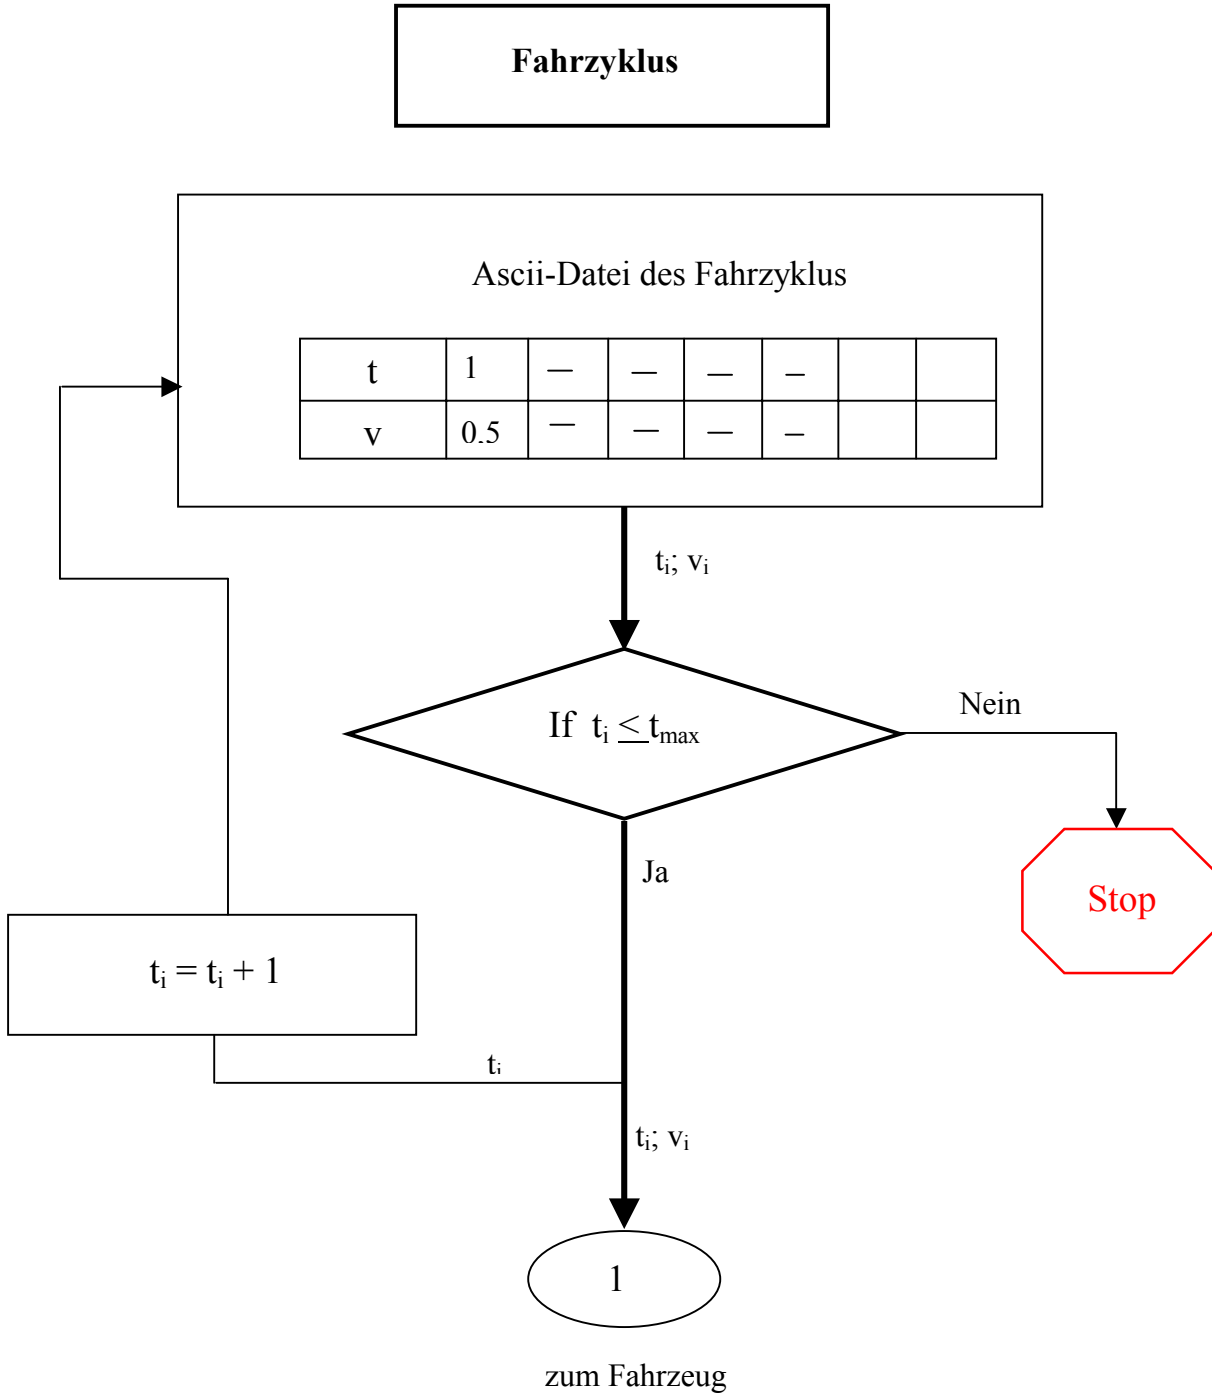 Fahrzyklus
Ascii-Datei des Fahrzyklus
t 1 – – – –
v 0.5 – – – –
tᵢ; vᵢ
If tᵢ ≤ tₘₐₓ
Nein
Ja
Stop
tᵢ = tᵢ + 1
tᵢ
tᵢ; vᵢ
1
zum Fahrzeug